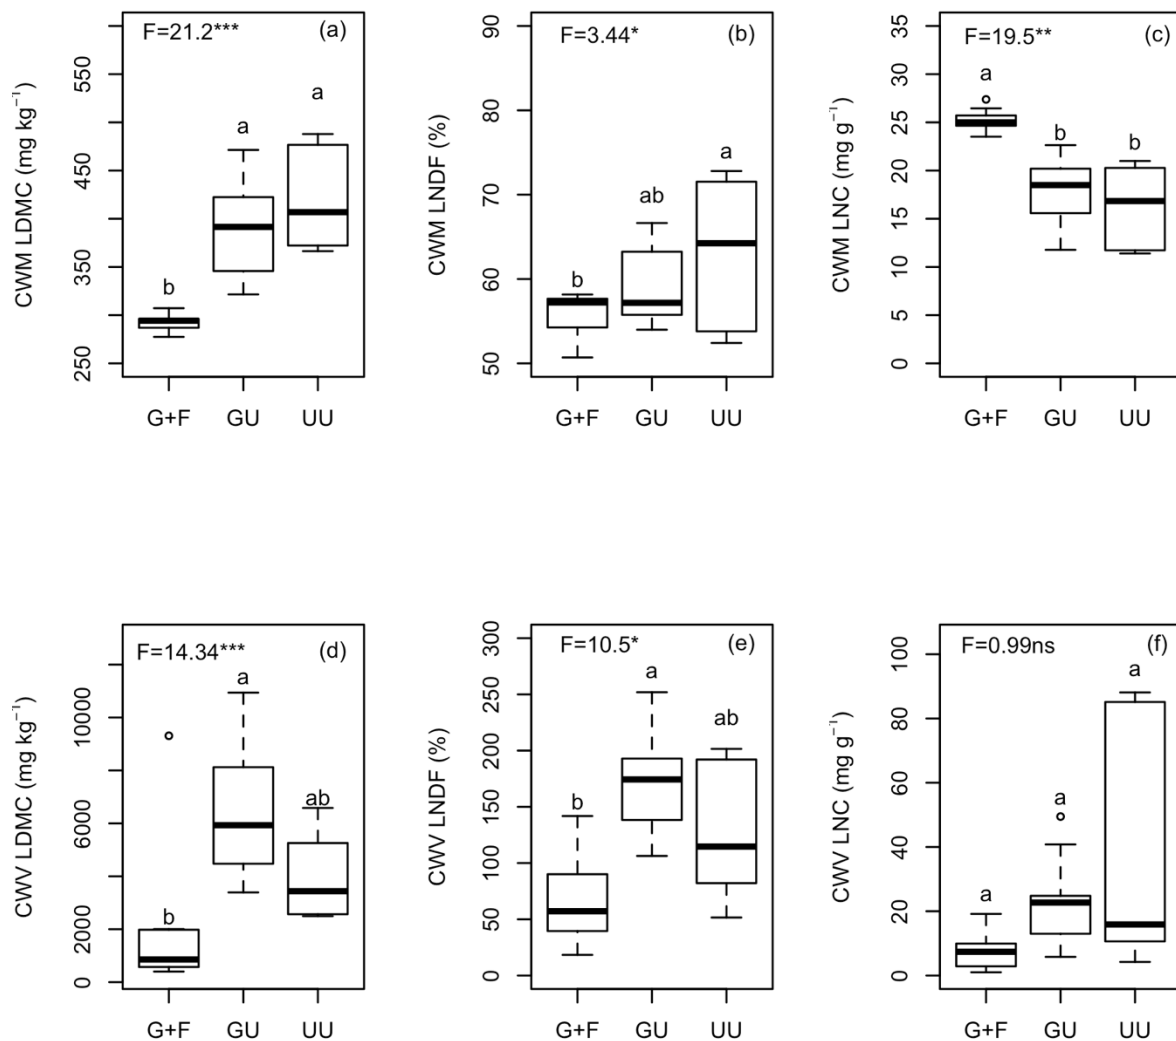 F=21.2***
(a)
CWM LDMC (mg kg⁻¹)
550
450
350
250
b
a
a
G+F GU UU
F=3.44*
(b)
CWM LNDF (%)
90
80
70
60
50
b
ab
a
G+F GU UU
F=19.5**
(c)
CWM LNC (mg g⁻¹)
35
30
25
20
15
10
5
0
a
b
b
G+F GU UU
F=14.34***
(d)
CWV LDMC (mg kg⁻¹)
10000
6000
2000
0
b
a
ab
G+F GU UU
F=10.5*
(e)
CWV LNDF (%)
300
250
200
150
100
50
0
b
a
ab
G+F GU UU
F=0.99ns
(f)
CWV LNC (mg g⁻¹)
100
80
60
40
20
0
a
a
a
G+F GU UU